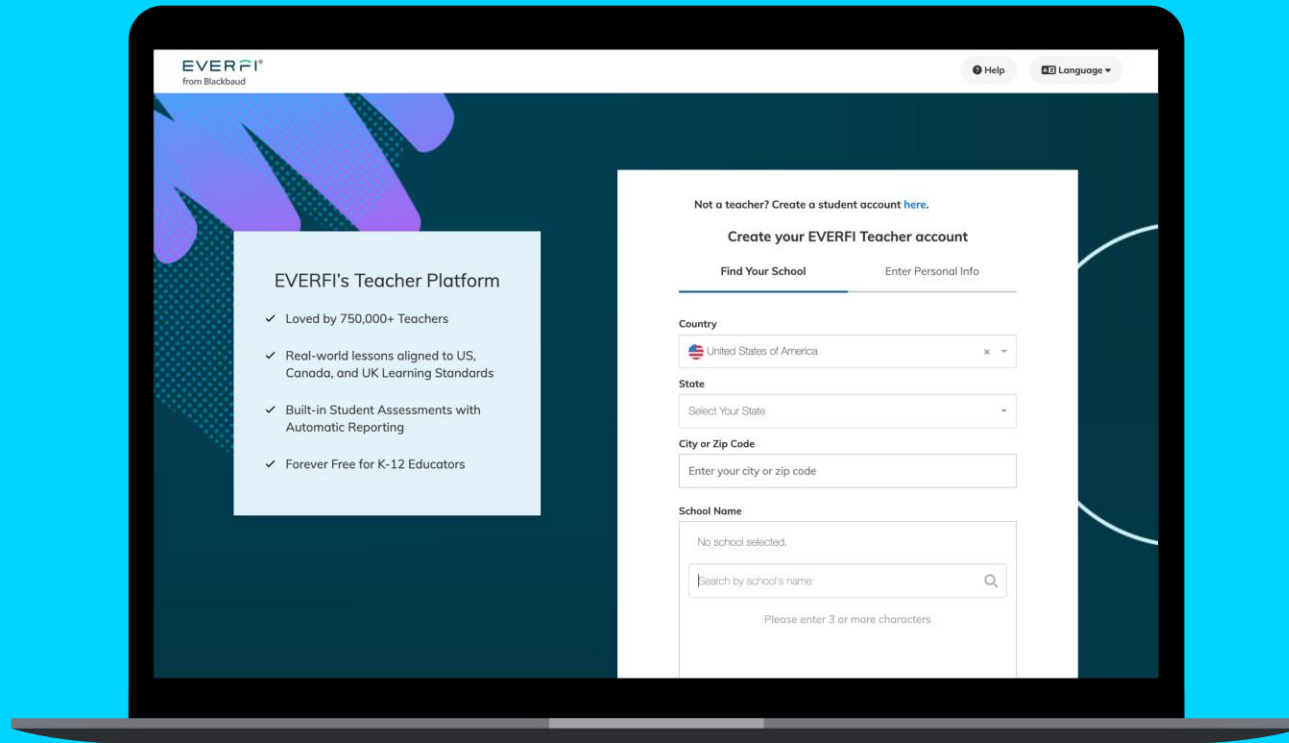 EVERFI®
from Blackbaud
Help
Language
EVERFI's Teacher Platform
Loved by 750,000+ Teachers
Real-world lessons aligned to US,
Canada, and UK Learning Standards
Built-in Student Assessments with
Automatic Reporting
Forever Free for K-12 Educators
Not a teacher? Create a student account here.
Create your EVERFI Teacher account
Find Your School
Enter Personal Info
Country
United States of America
State
Select Your State
City or Zip Code
Enter your city or zip code
School Name
No school selected.
Search by school's name
Please enter 3 or more characters